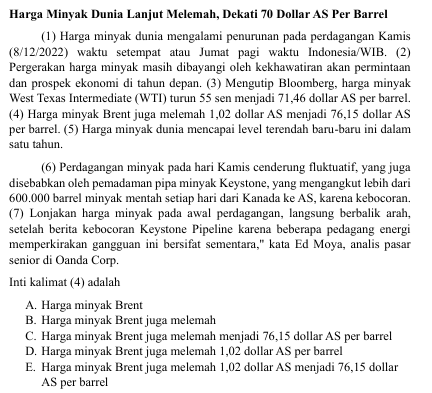 Harga Minyak Dunia Lanjut Melemah, Dekati 70 Dollar AS Per Barrel
(1) Harga minyak dunia mengalami penurunan pada perdagangan Kamis
(8/12/2022) waktu setempat atau Jumat pagi waktu Indonesia/WIB. (2)
Pergerakan harga minyak masih dibayangi oleh kekhawatiran akan permintaan
dan prospek ekonomi di tahun depan. (3) Mengutip Bloomberg, harga minyak
West Texas Intermediate (WTI) turun 55 sen menjadi 71,46 dollar AS per barrel.
(4) Harga minyak Brent juga melemah 1,02 dollar AS menjadi 76,15 dollar AS
per barrel. (5) Harga minyak dunia mencapai level terendah baru-baru ini dalam
satu tahun.
(6) Perdagangan minyak pada hari Kamis cenderung fluktuatif, yang juga
disebabkan oleh pemadaman pipa minyak Keystone, yang mengangkut lebih dari
600.000 barrel minyak mentah setiap hari dari Kanada ke AS, karena kebocoran.
(7) Lonjakan harga minyak pada awal perdagangan, langsung berbalik arah,
setelah berita kebocoran Keystone Pipeline karena beberapa pedagang energi
memperkirakan gangguan ini bersifat sementara," kata Ed Moya, analis pasar
senior di Oanda Corp.
Inti kalimat (4) adalah
A. Harga minyak Brent
B. Harga minyak Brent juga melemah
C. Harga minyak Brent juga melemah menjadi 76,15 dollar AS per barrel
D. Harga minyak Brent juga melemah 1,02 dollar AS per barrel
E. Harga minyak Brent juga melemah 1,02 dollar AS menjadi 76,15 dollar
AS per barrel